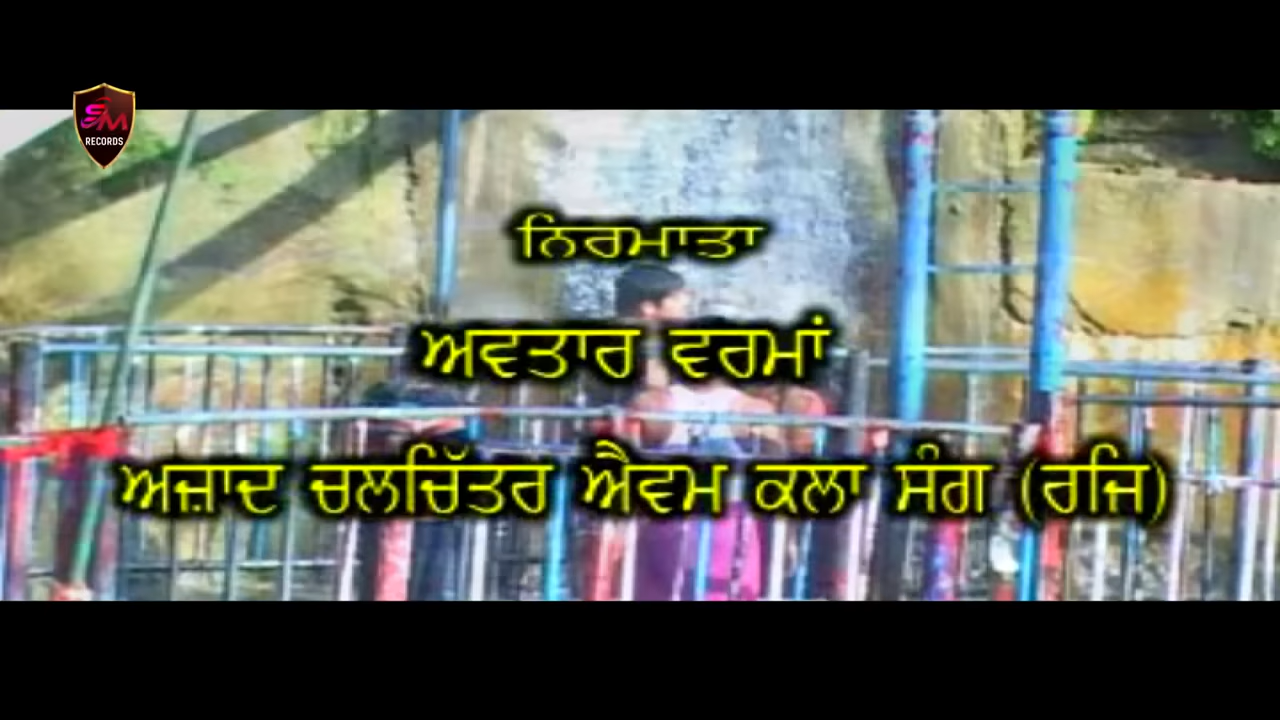 SM
RECORDS
ਨਿਰਮਾਤਾ
ਅਵਤਾਰ ਵਰਮਾਂ
ਅਜ਼ਾਦ ਚਲਚਿੱਤਰ ਐਵਮ ਕਲਾ ਸੰਗ (ਰਜਿ)